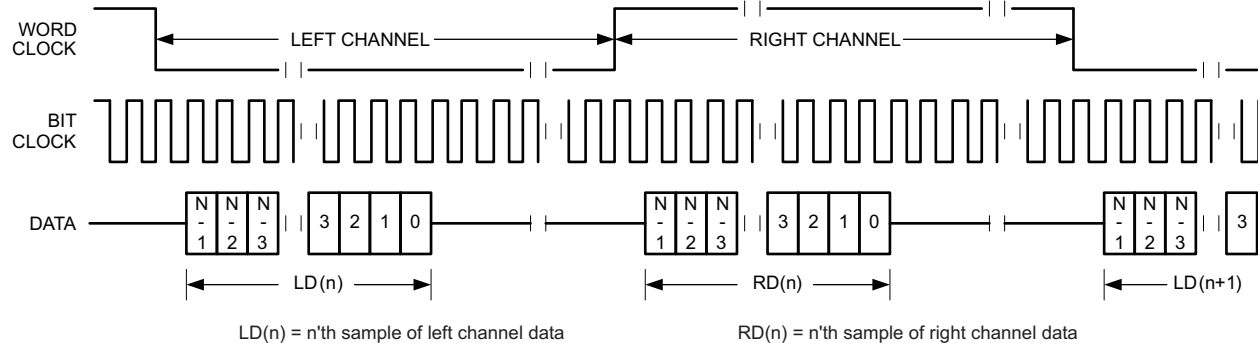 WORD
CLOCK
LEFT CHANNEL
RIGHT CHANNEL
BIT
CLOCK
DATA
N
-
1
N
-
2
N
-
3
3
2
1
0
N
-
1
N
-
2
N
-
3
3
2
1
0
N
-
1
N
-
2
N
-
3
3
LD(n)
RD(n)
LD(n+1)
LD(n) = n'th sample of left channel data
RD(n) = n'th sample of right channel data